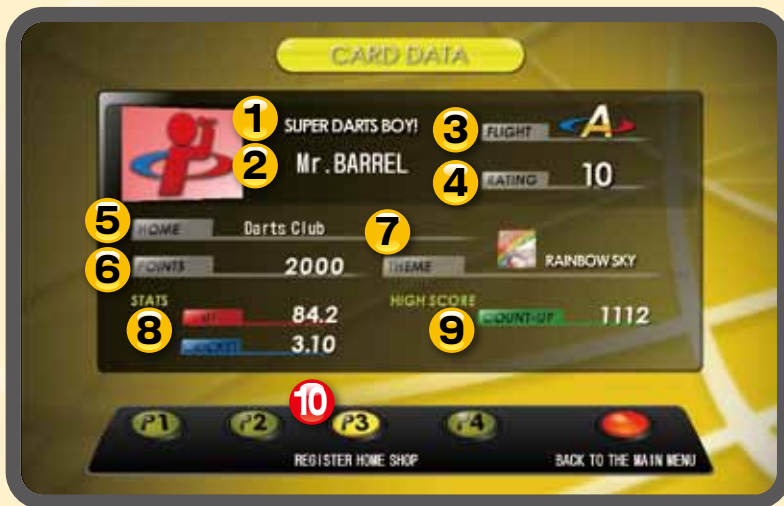 CARD DATA
1 SUPER DARTS BOY!
2 Mr.BARREL
3 FLIGHT A
4 RATING 10
5 HOME Darts Club
6 POINTS 2000
7 THEME RAINBOW SKY
STATS
HIGH SCORE
8 01 84.2
CRICKET 3.10
9 COUNT-UP 1112
10
P1 P2 P3 P4
REGISTER HOME SHOP
BACK TO THE MAIN MENU